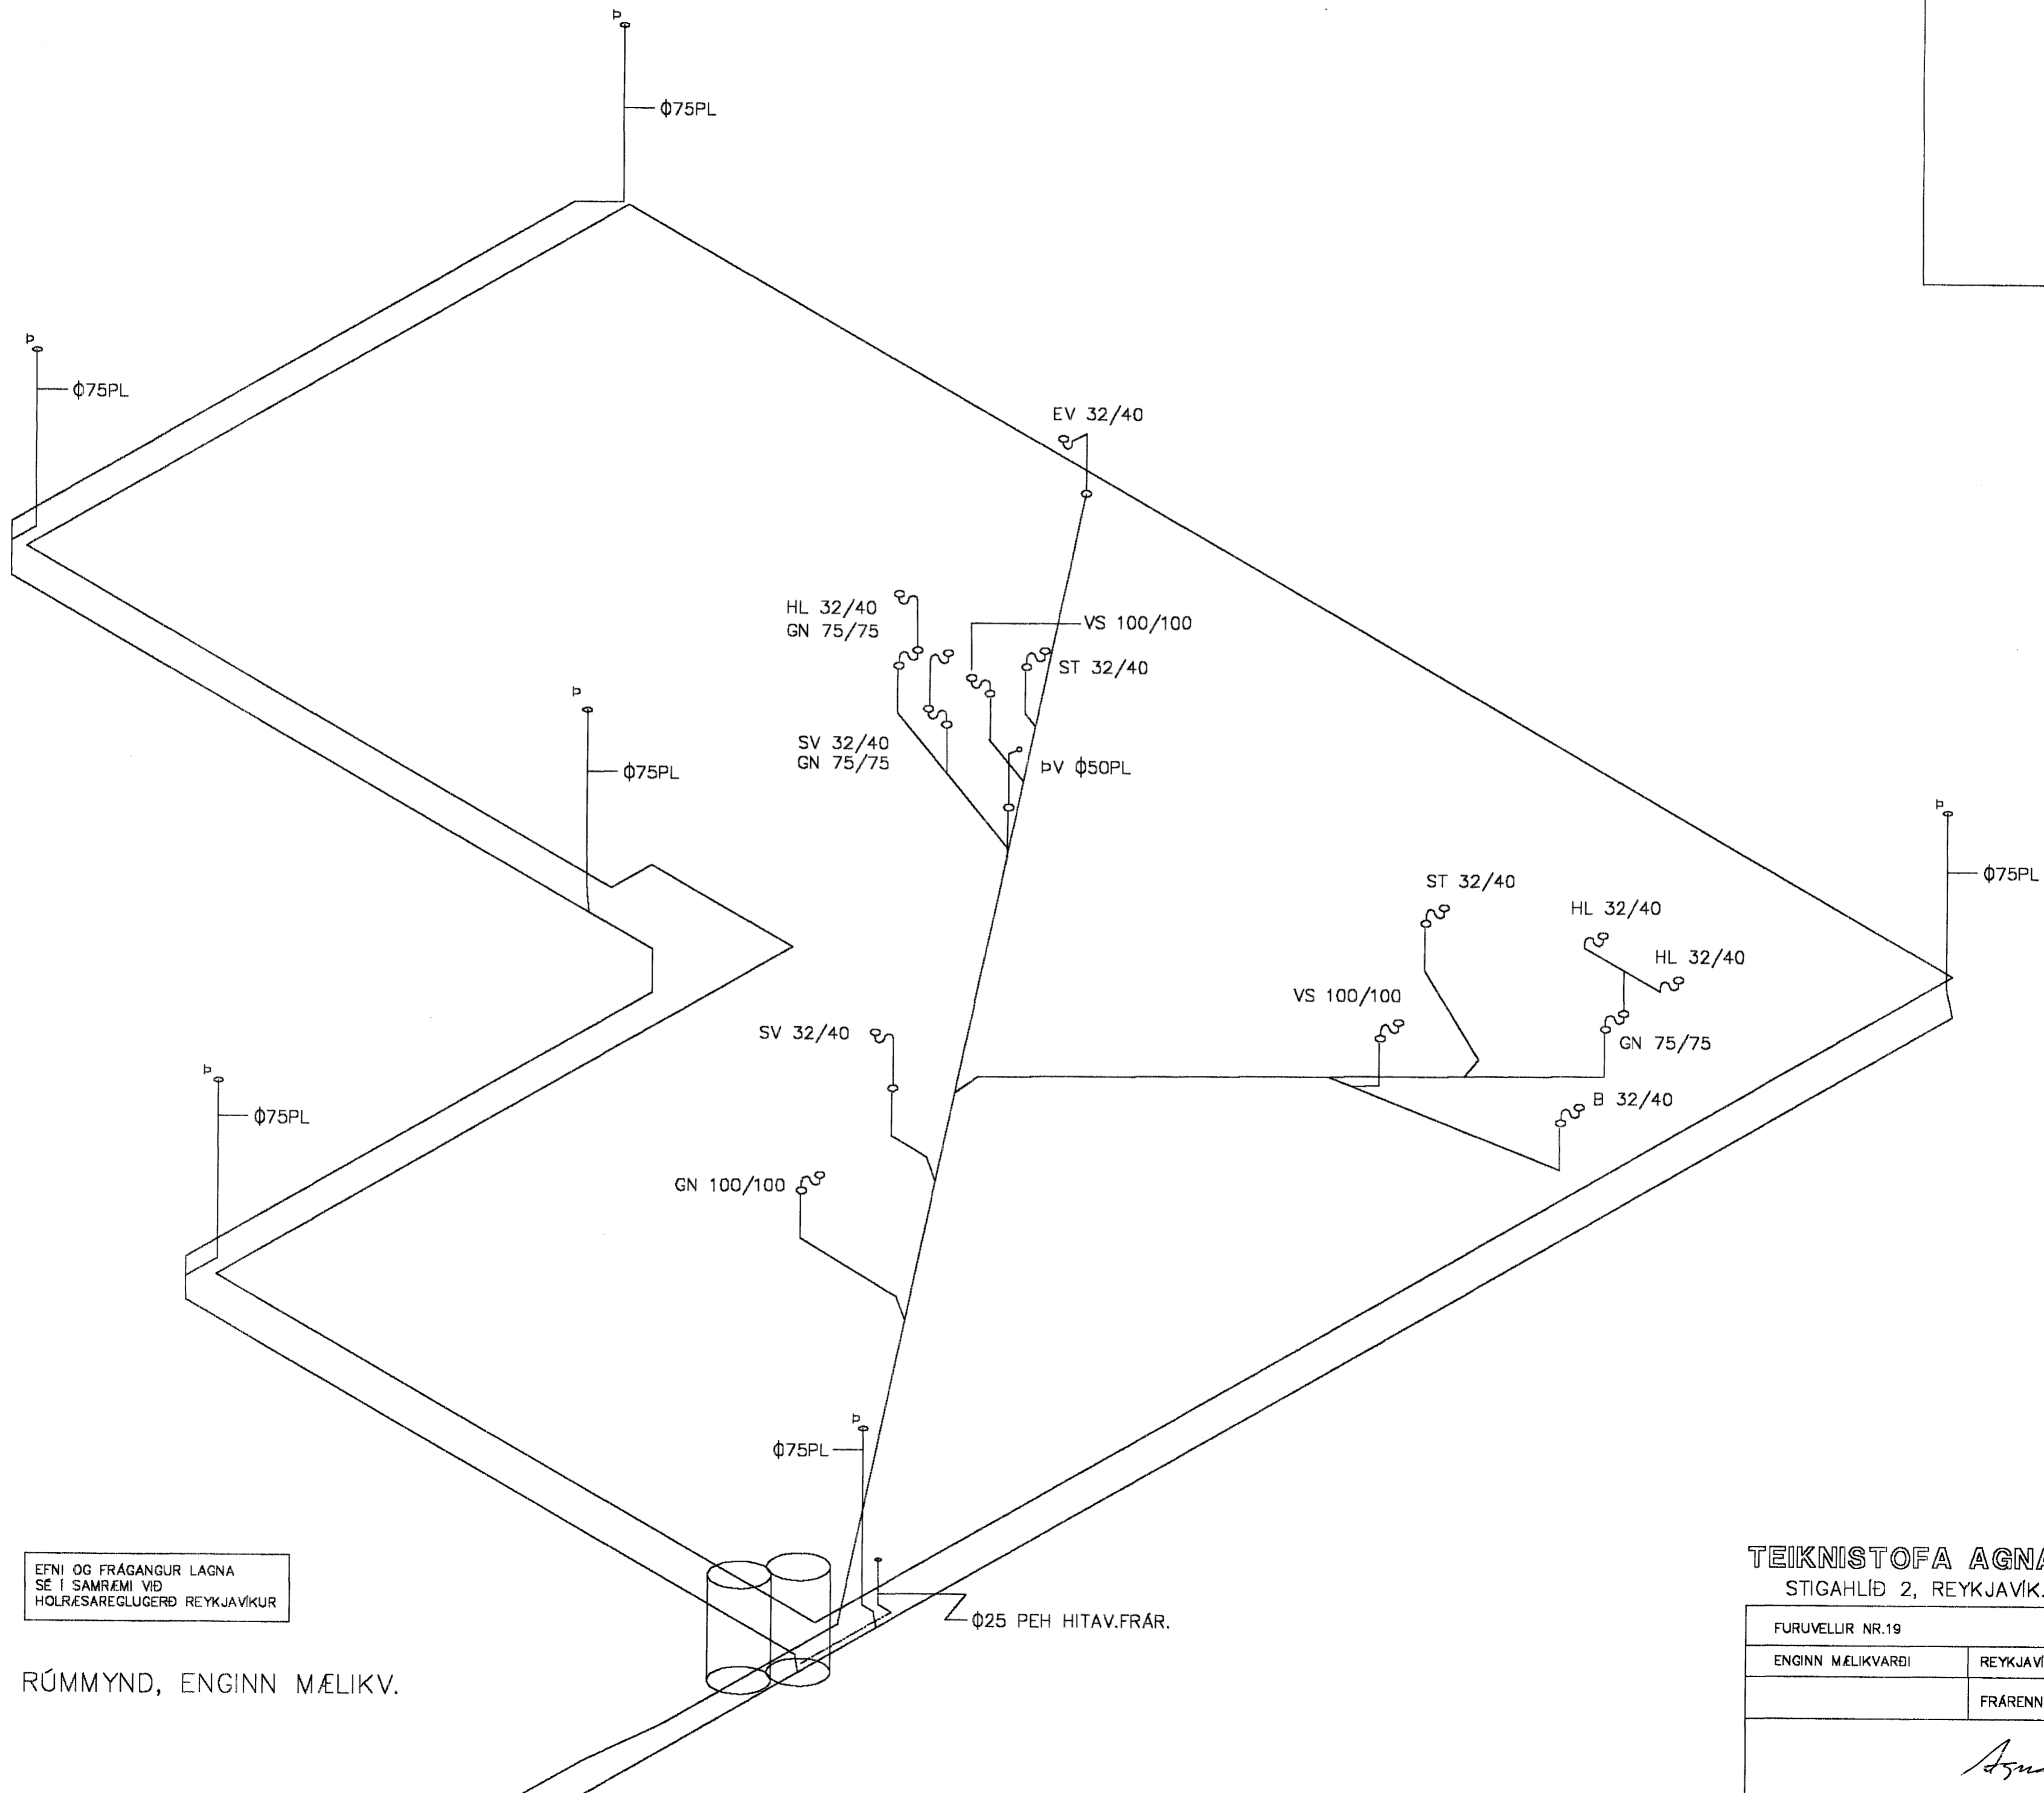 Þ
Φ75PL
Þ
Φ75PL
EV 32/40
HL 32/40
GN 75/75
VS 100/100
ST 32/40
Þ
Φ75PL
SV 32/40
GN 75/75
ÞV Φ50PL
Þ
Φ75PL
ST 32/40
HL 32/40
HL 32/40
VS 100/100
SV 32/40
GN 75/75
Þ
Φ75PL
B 32/40
GN 100/100
Þ
Φ75PL
Φ25 PEH HITAV.FRÁR.
EFNI OG FRÁGANGUR LAGNA
SÉ Í SAMRÆMI VIÐ
HOLRÆSAREGLUGERÐ REYKJAVÍKUR
RÚMMYND, ENGINN MÆLIKV.
TEIKNISTOFA AGNA
STIGAHLÍÐ 2, REYKJAVÍK.
FURUVELLIR NR.19
ENGINN MÆLIKVARÐI REYKJAVÍ
FRÁRENN